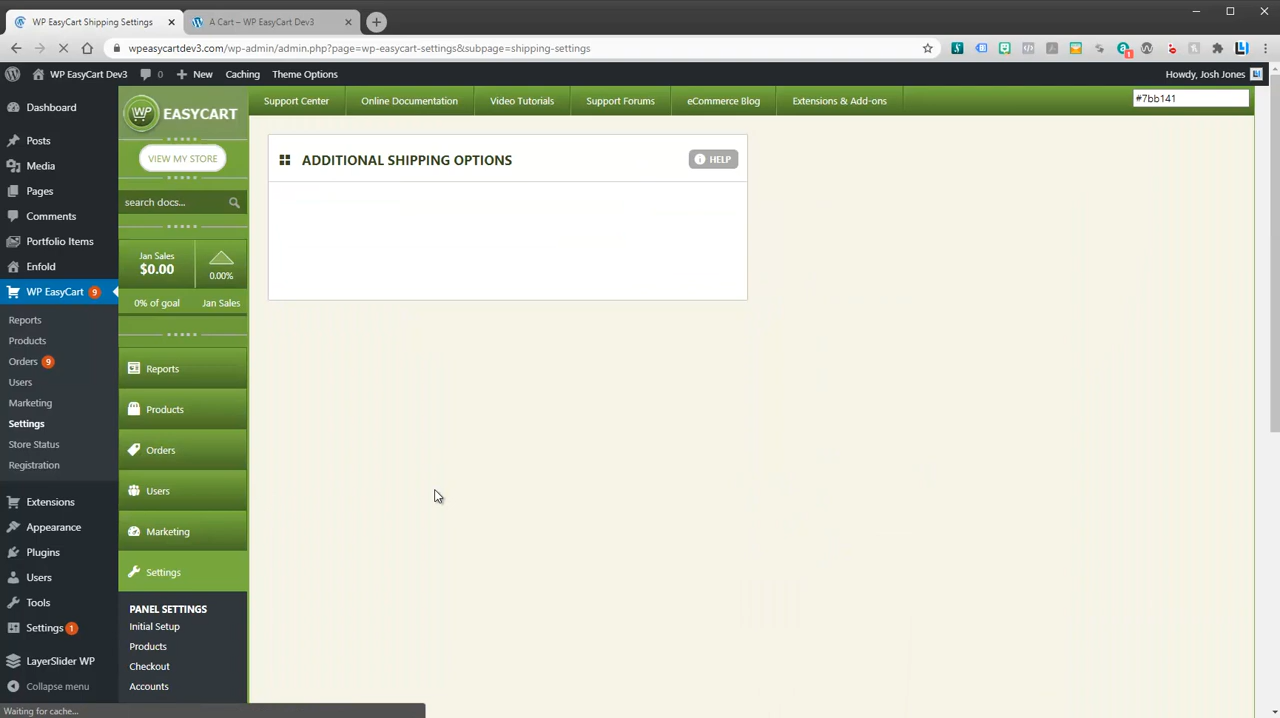 WP EasyCart Shipping Settings
A Cart – WP EasyCart Dev3
wpeasycartdev3.com/wp-admin/admin.php?page=wp-easycart-settings&subpage=shipping-settings
WP EasyCart Dev3
0
New
Caching
Theme Options
Howdy, Josh Jones
Dashboard
Posts
Media
Pages
Comments
Portfolio Items
Enfold
WP EasyCart 9
Reports
Products
Orders 9
Users
Marketing
Settings
Store Status
Registration
Extensions
Appearance
Plugins
Users
Tools
Settings 1
LayerSlider WP
Collapse menu
WP EASYCART
VIEW MY STORE
search docs...
Jan Sales
$0.00
0.00%
0% of goal
Jan Sales
Reports
Products
Orders
Users
Marketing
Settings
PANEL SETTINGS
Initial Setup
Products
Checkout
Accounts
Support Center
Online Documentation
Video Tutorials
Support Forums
eCommerce Blog
Extensions & Add-ons
#7bb141
ADDITIONAL SHIPPING OPTIONS
HELP
Waiting for cache...